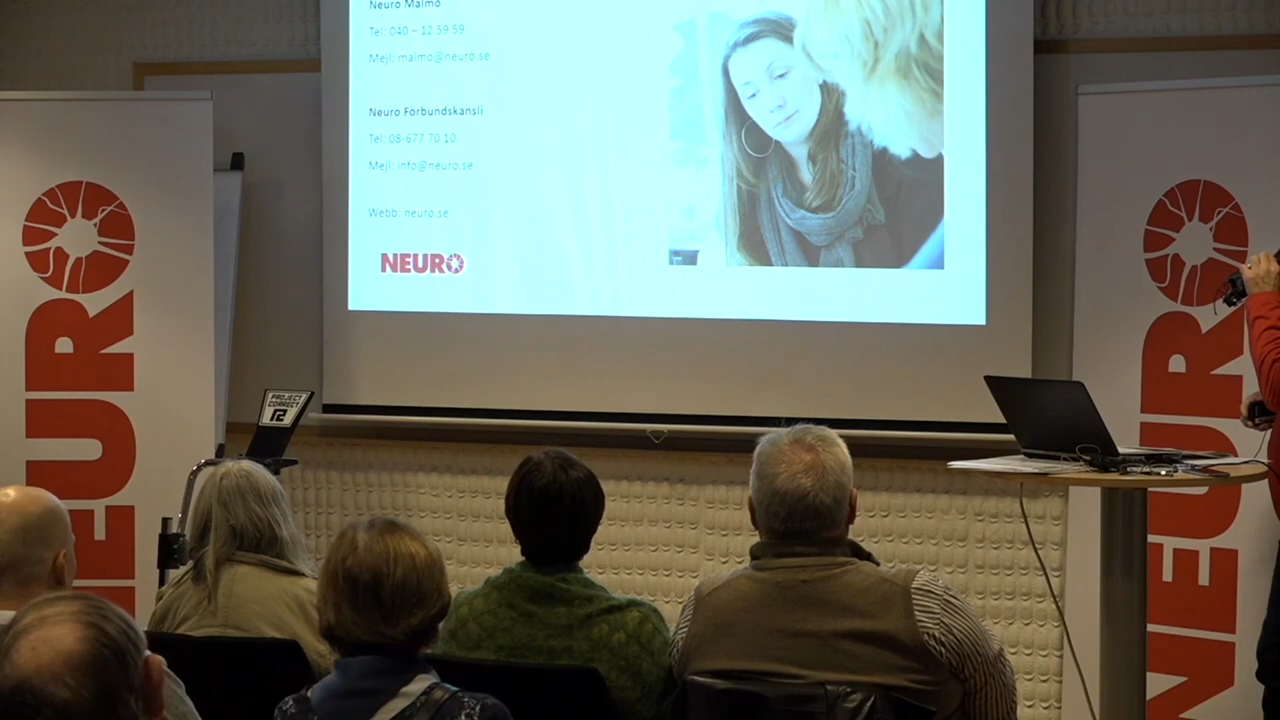 Neuro Malmö
Tel: 040 – 12 59 59
Mejl: malmo@neuro.se
Neuro Förbundskansli
Tel: 08-677 70 10
Mejl: info@neuro.se
Webb: neuro.se
NEURO
NEURO
NEURO
PROJECT
CORRECT